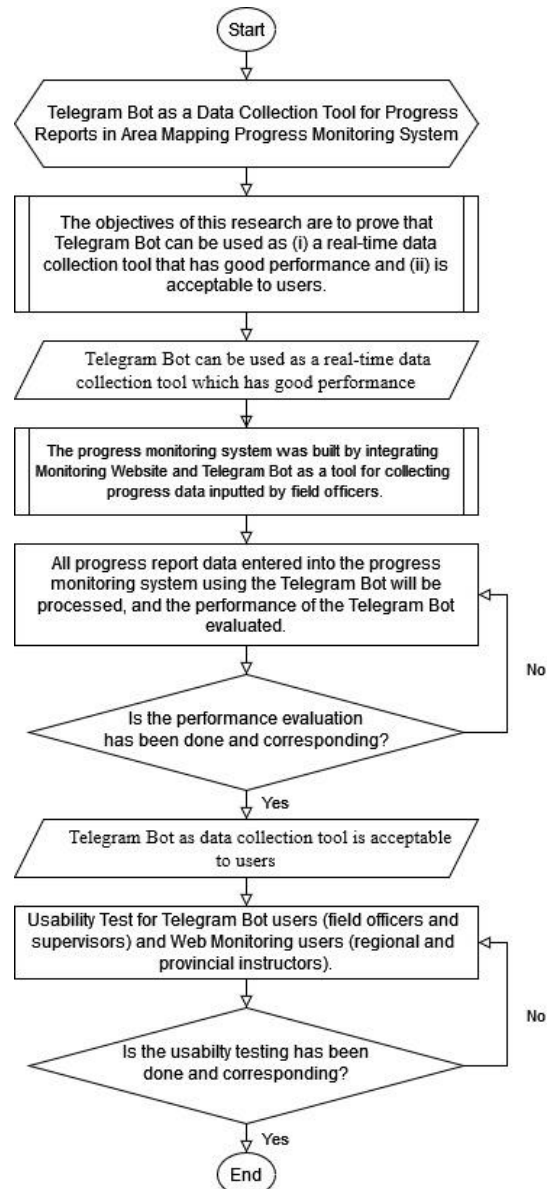 Start
Telegram Bot as a Data Collection Tool for Progress
Reports in Area Mapping Progress Monitoring System
The objectives of this research are to prove that
Telegram Bot can be used as (i) a real-time data
collection tool that has good performance and (ii) is
acceptable to users.
Telegram Bot can be used as a real-time data
collection tool which has good performance
The progress monitoring system was built by integrating
Monitoring Website and Telegram Bot as a tool for collecting
progress data inputted by field officers.
All progress report data entered into the progress
monitoring system using the Telegram Bot will be
processed, and the performance of the Telegram Bot
evaluated.
No
Is the performance evaluation
has been done and corresponding?
Yes
Telegram Bot as data collection tool is acceptable
to users
Usability Test for Telegram Bot users (field officers and
supervisors) and Web Monitoring users (regional and
provincial instructors).
No
Is the usabilty testing has been
done and corresponding?
Yes
End